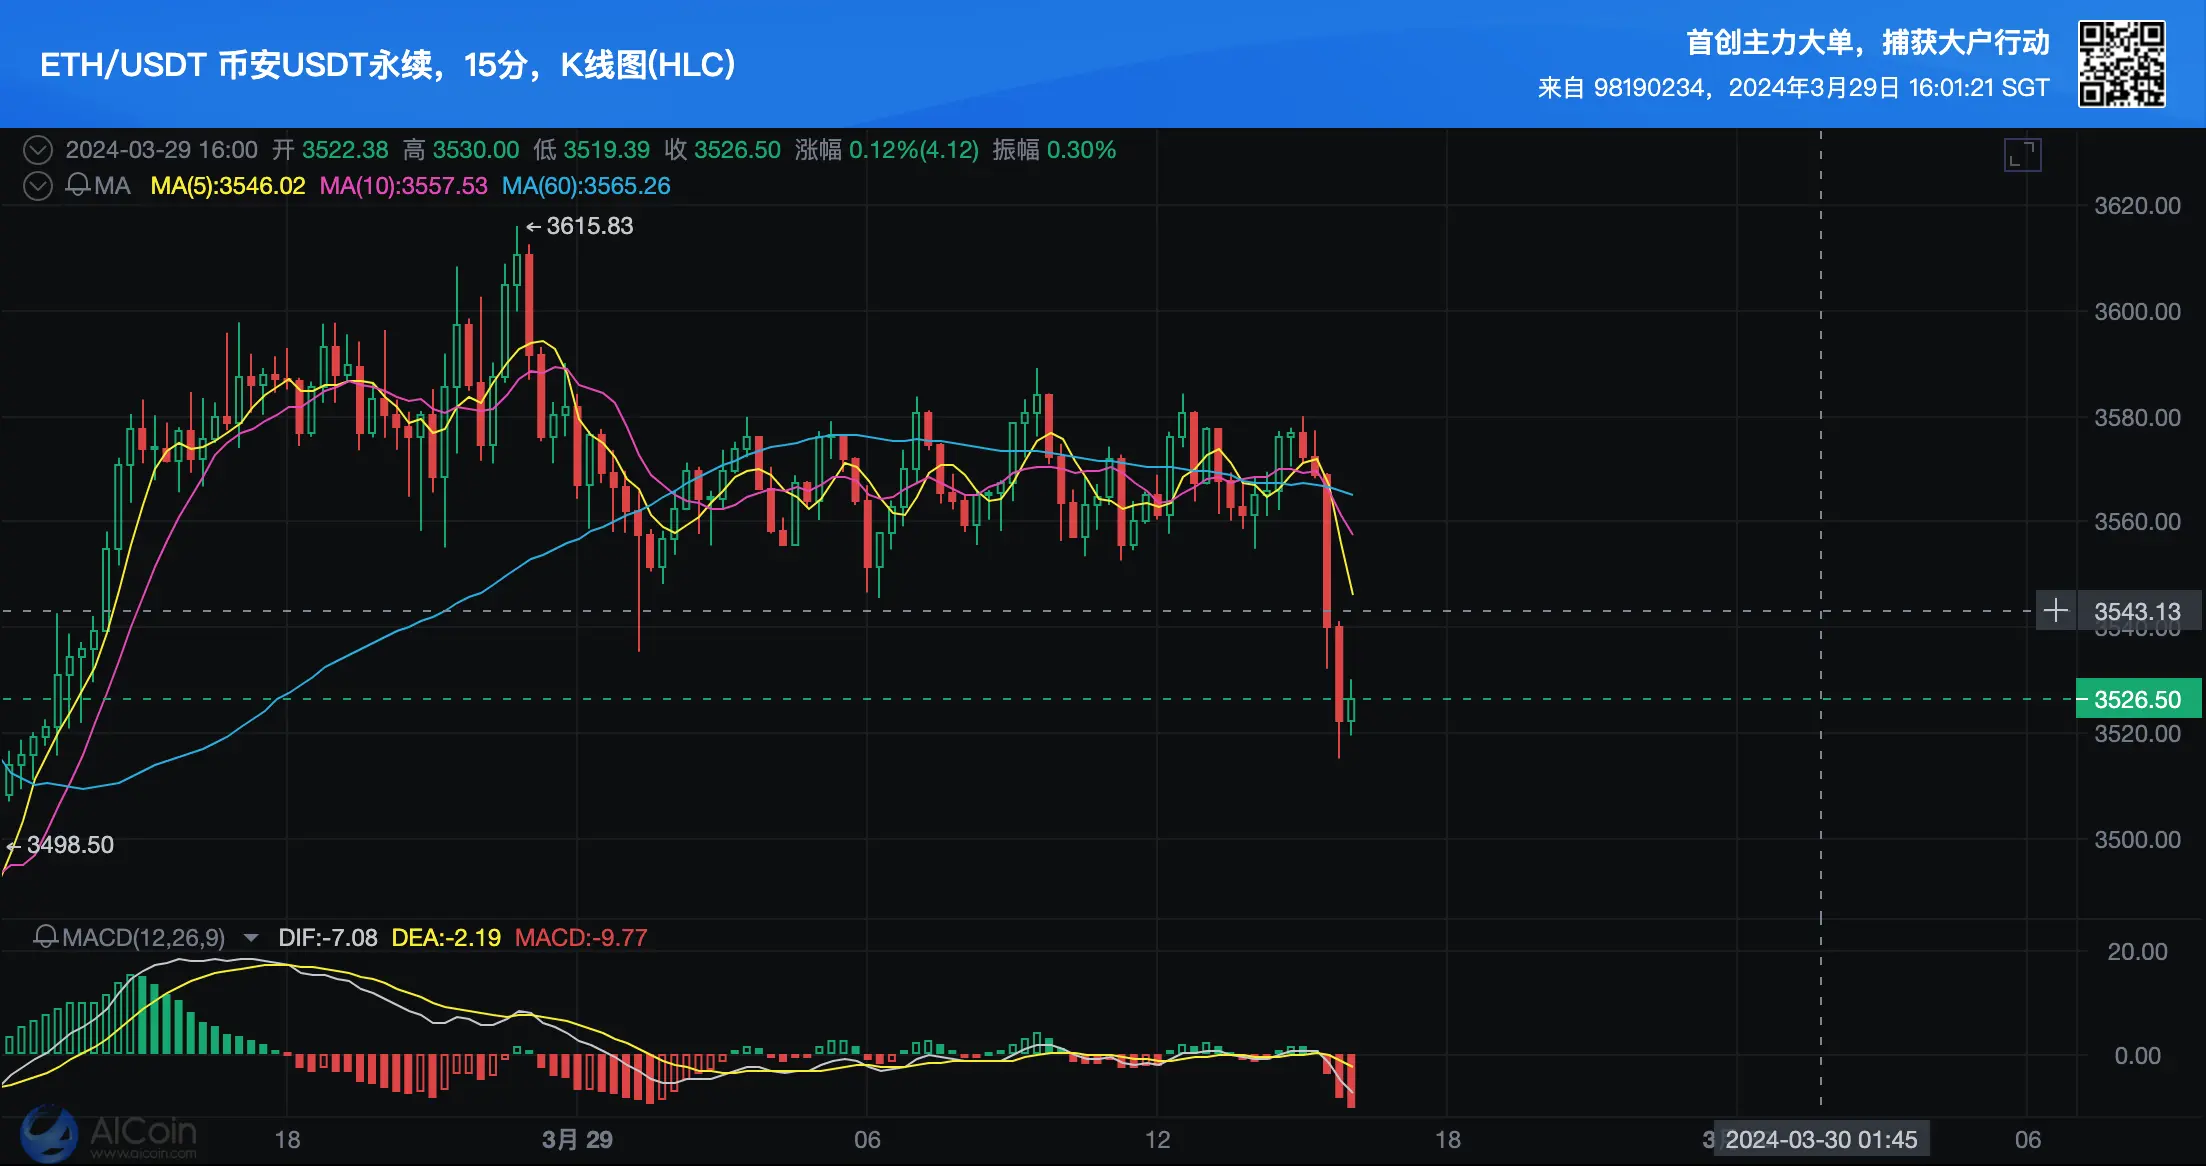 ETH/USDT 币安USDT永续，15分，K线图(HLC)
首创主力大单，捕获大户行动
来自 98190234，2024年3月29日 16:01:21 SGT
2024-03-29 16:00 开 3522.38 高 3530.00 低 3519.39 收 3526.50 涨幅 0.12%(4.12) 振幅 0.30%
MA MA(5):3546.02 MA(10):3557.53 MA(60):3565.26
3620.00
←3615.83
3600.00
3580.00
3560.00
3543.13
3540.00
3526.50
3520.00
3500.00
←3498.50
MACD(12,26,9) DIF:-7.08 DEA:-2.19 MACD:-9.77
20.00
0.00
AICoin
www.aicoin.com
18 3月 29 06 12 18 3 2024-03-30 01:45 06